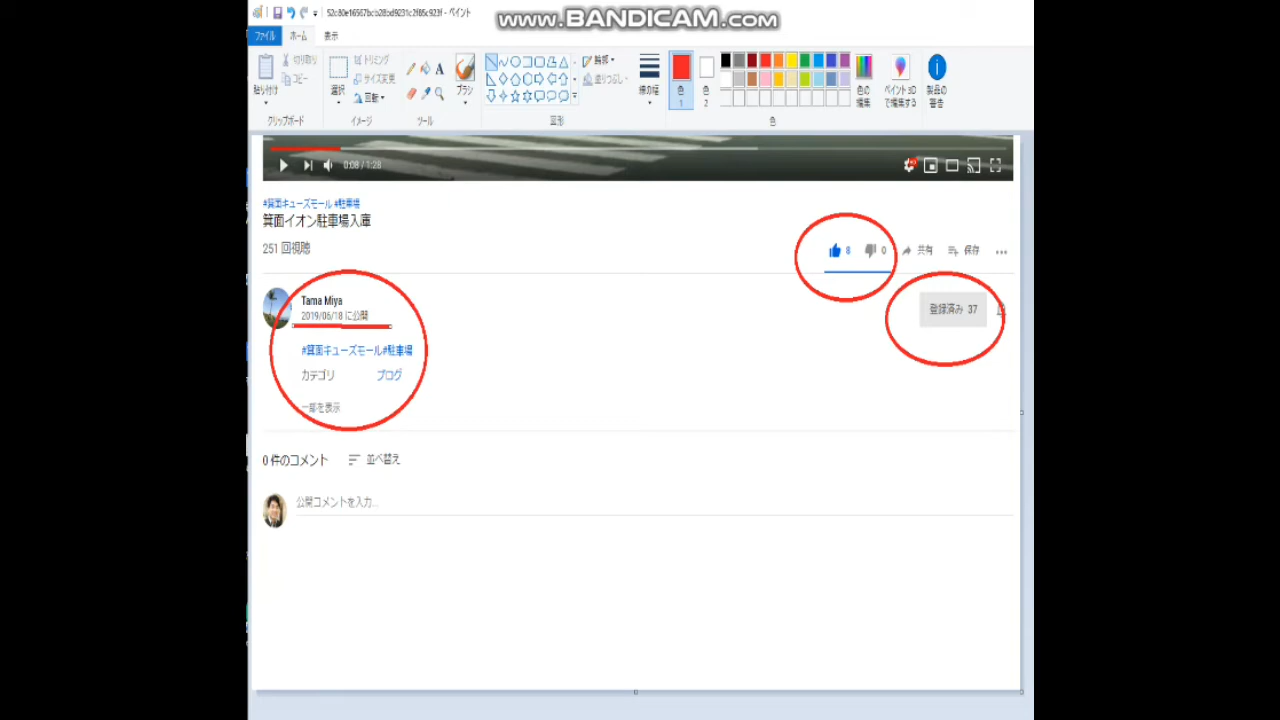 www.BANDICAM.com
52c80e16567bcb28bd9231c2f85c923f - ペイント
ファイル ホーム 表示
貼り付け 切り取り コピー
選択 トリミング サイズ変更 回転
A
ブラシ
輪郭 塗りつぶし
線の幅
色 1 色 2
色の編集
ペイント 3D で編集する
製品の
クリップボード イメージ ツール 図形 色
0:08 / 1:28
#箕面キューズモール #駐車場
箕面イオン駐車場入庫
251 回視聴
8 0 共有 保存
Tama Miya
2019/06/18 に公開
登録済み 37
#箕面キューズモール#駐車場
カテゴリ ブログ
一部を表示
0 件のコメント 並べ替え
公開コメントを入力...